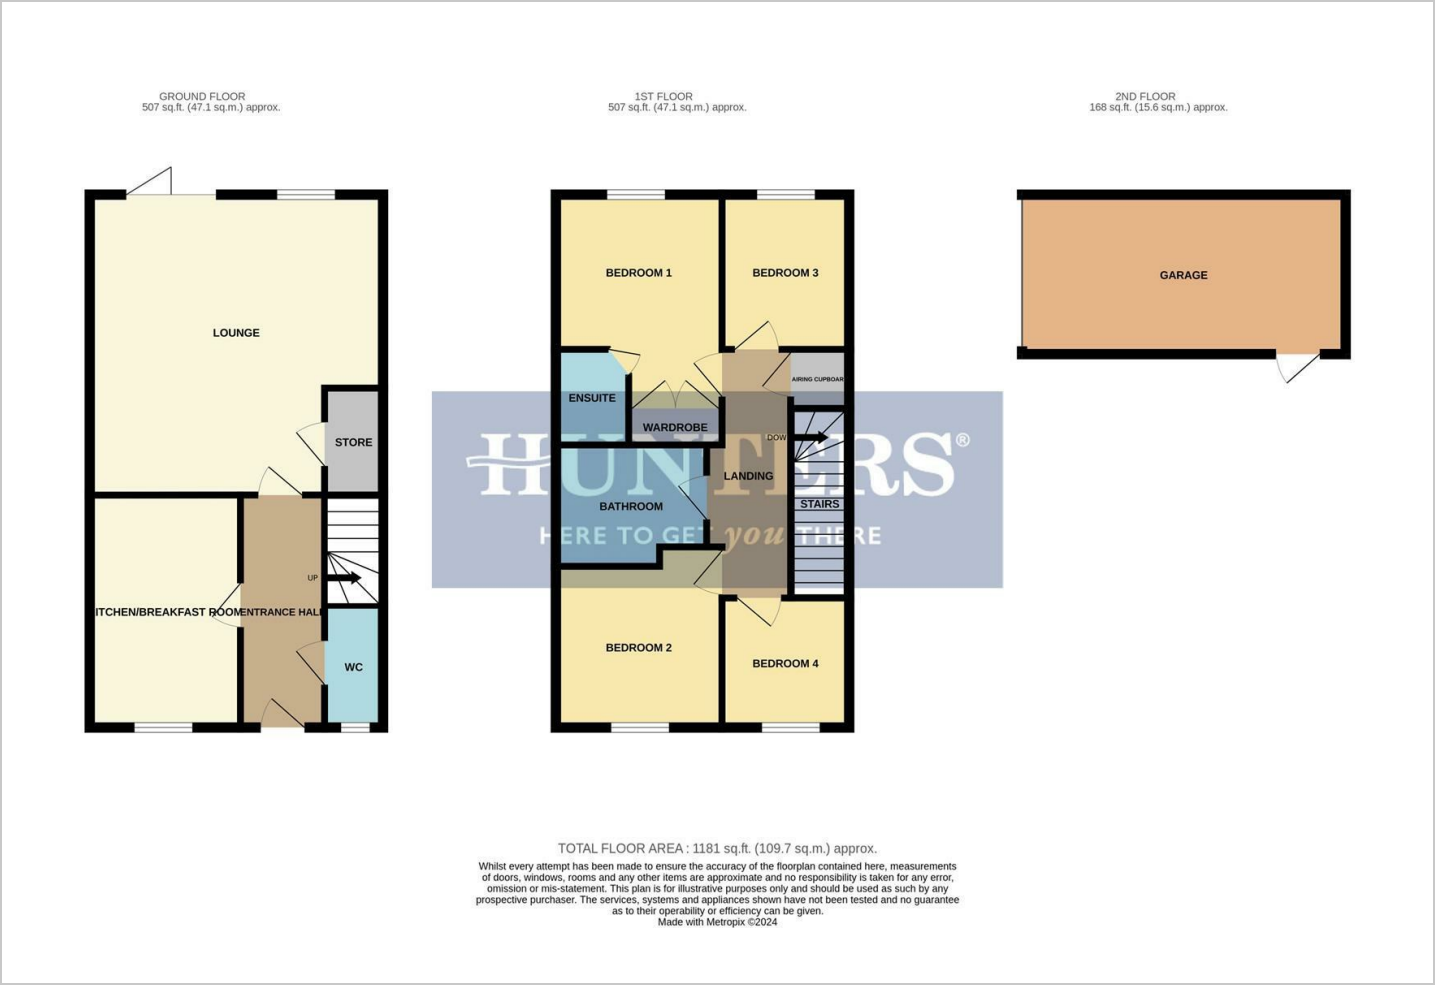 GROUND FLOOR
507 sq.ft. (47.1 sq.m.) approx.
1ST FLOOR
507 sq.ft. (47.1 sq.m.) approx.
2ND FLOOR
168 sq.ft. (15.6 sq.m.) approx.
LOUNGE
STORE
UP
ITCHEN/BREAKFAST ROOM
ENTRANCE HALL
WC
BEDROOM 1
BEDROOM 3
ENSUITE
WARDROBE
AIRING CUPBOAR
DOW
LANDING
BATHROOM
STAIRS
BEDROOM 2
BEDROOM 4
GARAGE
HUNTERS®
HERE TO GET you THERE
TOTAL FLOOR AREA : 1181 sq.ft. (109.7 sq.m.) approx.
Whilst every attempt has been made to ensure the accuracy of the floorplan contained here, measurements
of doors, windows, rooms and any other items are approximate and no responsibility is taken for any error,
omission or mis-statement. This plan is for illustrative purposes only and should be used as such by any
prospective purchaser. The services, systems and appliances shown have not been tested and no guarantee
as to their operability or efficiency can be given.
Made with Metropix ©2024